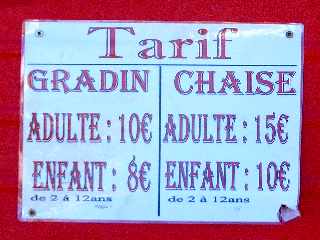 Tarif
GRADIN
ADULTE : 10€
ENFANT : 8€
de 2 à 12ans
CHAISE
ADULTE : 15€
ENFANT : 10€
de 2 à 12ans